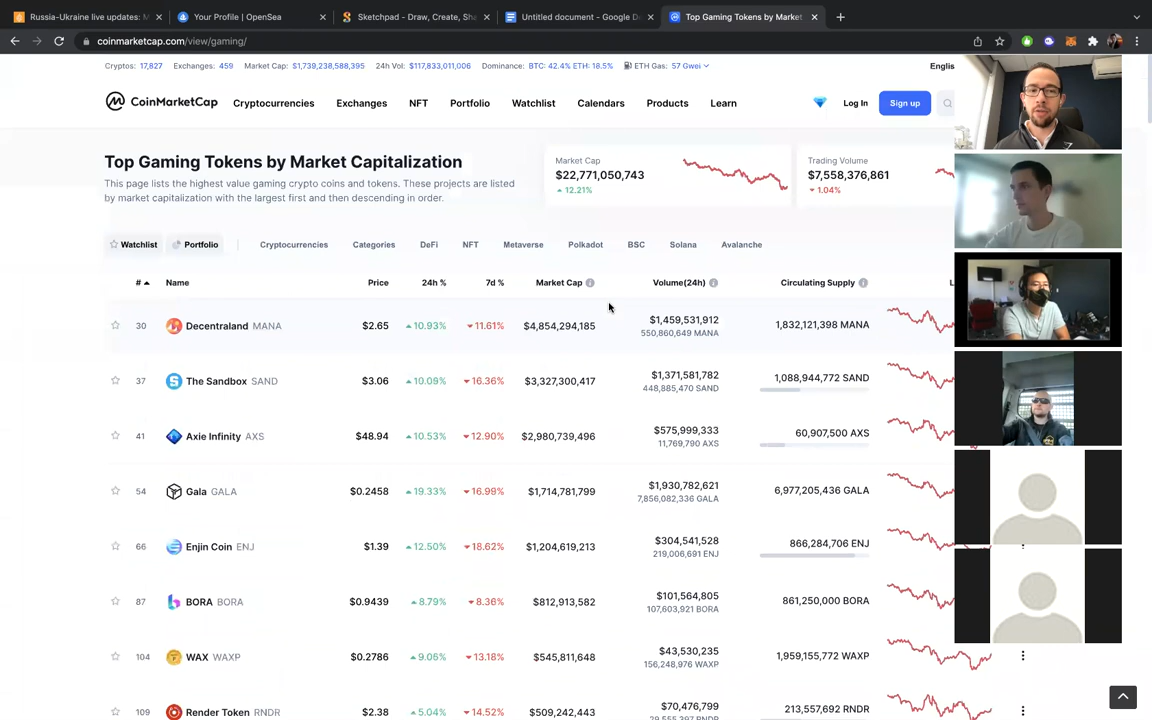 Russia-Ukraine live updates: M
Your Profile | OpenSea
Sketchpad - Draw, Create, Sha
Untitled document - Google D
Top Gaming Tokens by Market
coinmarketcap.com/view/gaming/
Cryptos: 17,827 Exchanges: 459 Market Cap: $1,739,238,588,395 24h Vol: $117,833,011,006 Dominance: BTC: 42.4% ETH: 18.5% ETH Gas: 57 Gwei Englis
CoinMarketCap Cryptocurrencies Exchanges NFT Portfolio Watchlist Calendars Products Learn Log In Sign up
Top Gaming Tokens by Market Capitalization
This page lists the highest value gaming crypto coins and tokens. These projects are listed
by market capitalization with the largest first and then descending in order.
Market Cap
$22,771,050,743
12.21%
Trading Volume
$7,558,376,861
1.04%
Watchlist Portfolio Cryptocurrencies Categories DeFi NFT Metaverse Polkadot BSC Solana Avalanche
# Name Price 24h % 7d % Market Cap Volume(24h) Circulating Supply L
30 Decentraland MANA $2.65 10.93% 11.61% $4,854,294,185 $1,459,531,912 1,832,121,398 MANA
550,860,649 MANA
37 The Sandbox SAND $3.06 10.09% 16.36% $3,327,300,417 $1,371,581,782 1,088,944,772 SAND
448,885,470 SAND
41 Axie Infinity AXS $48.94 10.53% 12.90% $2,980,739,496 $575,999,333 60,907,500 AXS
11,769,790 AXS
54 Gala GALA $0.2458 19.33% 16.99% $1,714,781,799 $1,930,782,621 6,977,205,436 GALA
7,856,082,336 GALA
66 Enjin Coin ENJ $1.39 12.50% 18.62% $1,204,619,213 $304,541,528 866,284,706 ENJ
219,006,691 ENJ
87 BORA BORA $0.9439 8.79% 8.36% $812,913,582 $101,564,805 861,250,000 BORA
107,603,921 BORA
104 WAX WAXP $0.2786 9.06% 13.18% $545,811,648 $43,530,235 1,959,155,772 WAXP
156,248,976 WAXP
109 Render Token RNDR $2.38 5.04% 14.52% $509,242,443 $70,476,799 213,557,692 RNDR
29,555,397 RNDR